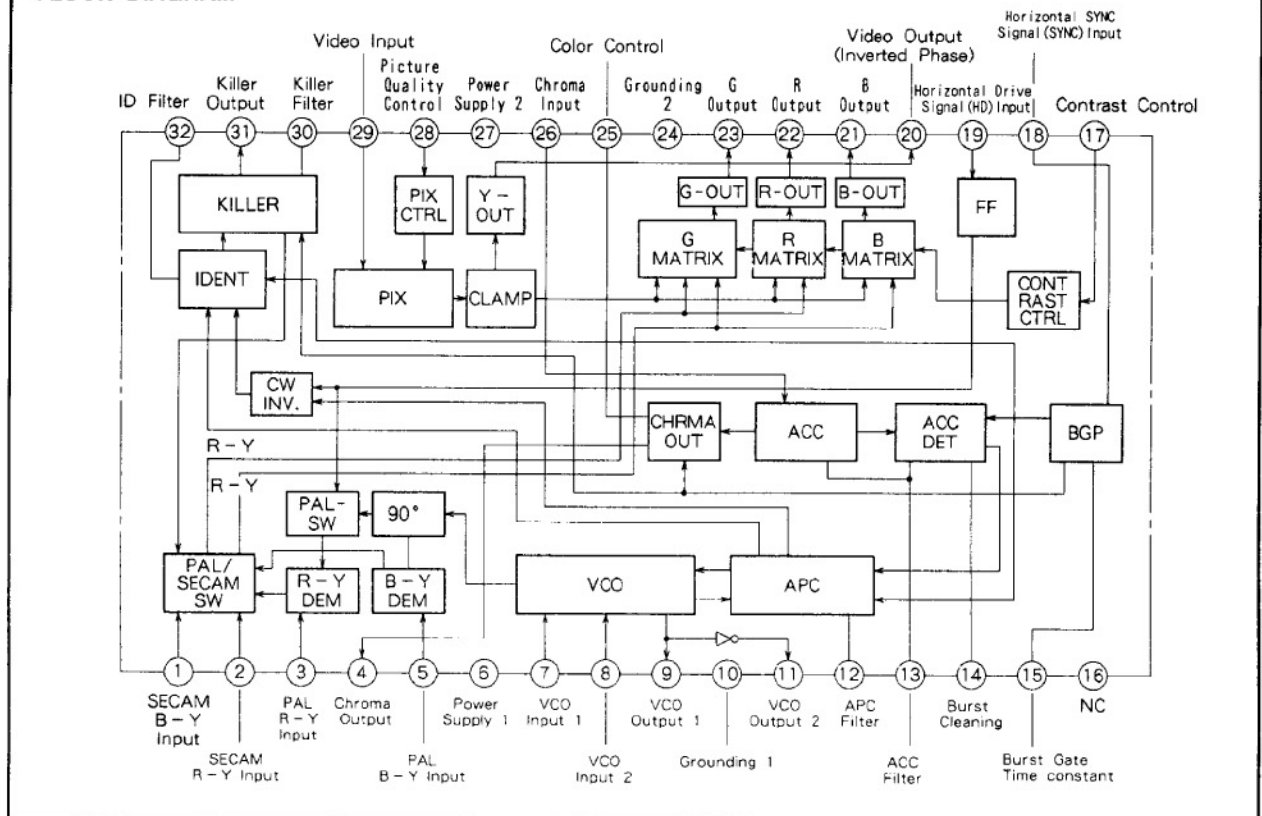 Horizontal SYNC
Signal (SYNC) Input
Video Input
Color Control
Video Output
(Inverted Phase)
ID Filter
Killer
Output
Killer
Filter
Picture
Quality
Control
Power
Supply 2
Chroma
Input
Grounding
2
G
Output
R
Output
B
Output
Horizontal Drive
Signal (HD) Input
Contrast Control
32
31
30
29
28
27
26
25
24
23
22
21
20
19
18
17
KILLER
PIX
CTRL
Y-
OUT
G-OUT
R-OUT
B-OUT
FF
IDENT
PIX
CLAMP
G
MATRIX
R
MATRIX
B
MATRIX
CONT
RAST
CTRL
CW
INV.
CHRMA
OUT
ACC
ACC
DET
BGP
R-Y
R-Y
PAL-
SW
90°
PAL/
SECAM
SW
R-Y
DEM
B-Y
DEM
VCO
APC
1
2
3
4
5
6
7
8
9
10
11
12
13
14
15
16
SECAM
B-Y
Input
SECAM
R-Y Input
PAL
R-Y
Input
Chroma
Output
PAL
B-Y Input
Power
Supply 1
VCO
Input 1
VCO
Input 2
VCO
Output 1
Grounding 1
VCO
Output 2
APC
Filter
ACC
Filter
Burst
Cleaning
Burst Gate
Time constant
NC